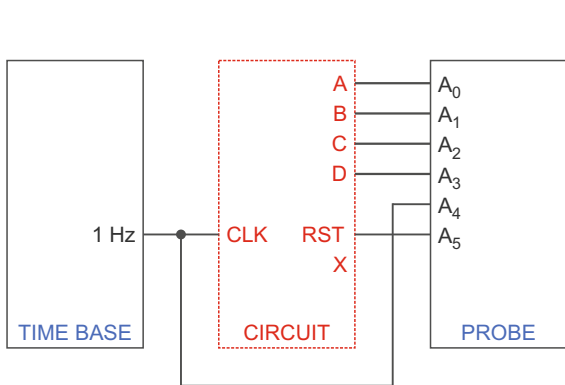 A A₀
B A₁
C A₂
D A₃
A₄
1 Hz CLK RST A₅
X
TIME BASE CIRCUIT PROBE